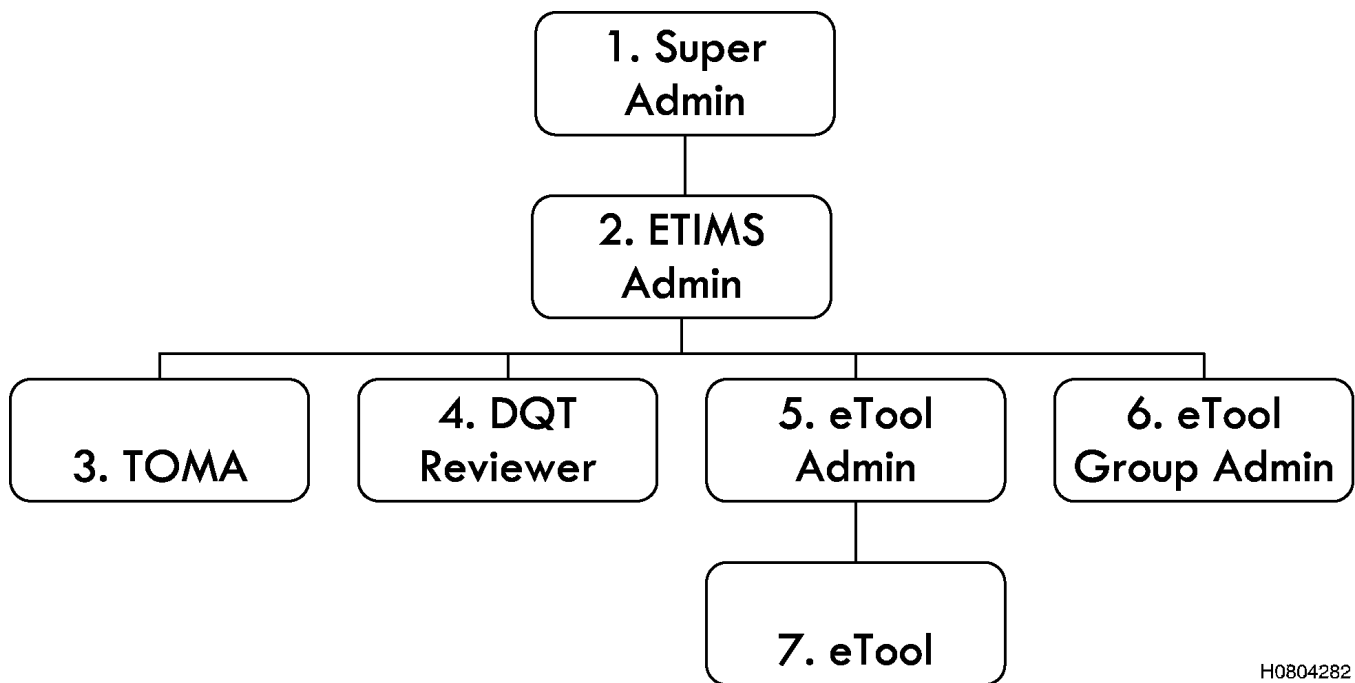 1. Super
Admin
2. ETIMS
Admin
3. TOMA
4. DQT
Reviewer
5. eTool
Admin
6. eTool
Group Admin
7. eTool
H0804282